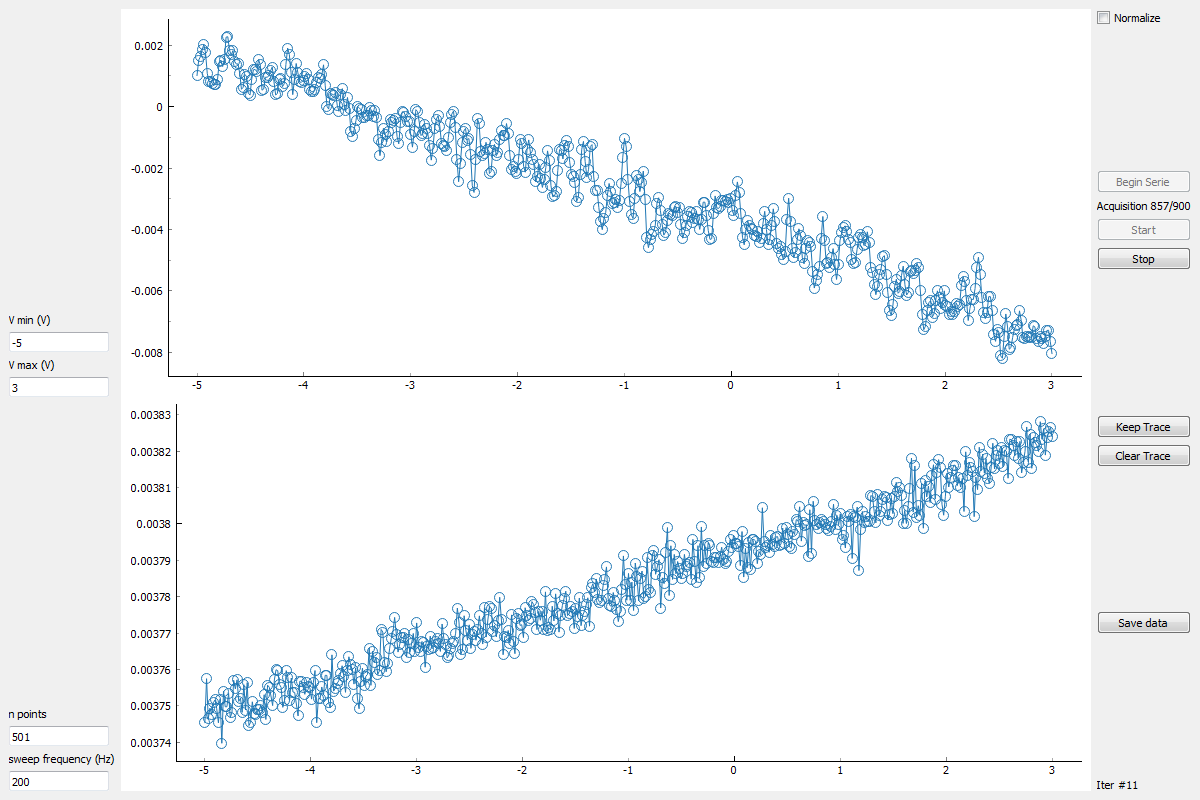 Normalize
0.002
0
-0.002
-0.004
-0.006
-0.008
-5 -4 -3 -2 -1 0 1 2 3
Begin Serie
Acquisition 857/900
Start
Stop
V min (V)
-5
V max (V)
3
0.00383
0.00382
0.00381
0.0038
0.00379
0.00378
0.00377
0.00376
0.00375
0.00374
-5 -4 -3 -2 -1 0 1 2 3
Keep Trace
Clear Trace
Save data
n points
501
sweep frequency (Hz)
200
Iter #11